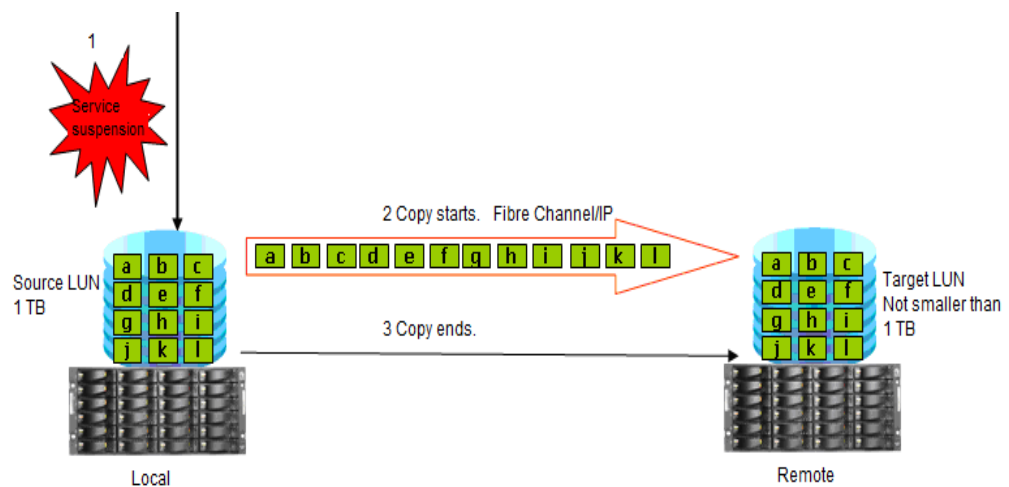 1
Service
suspension
2 Copy starts. Fibre Channel/IP
a b c d e f g h i j k l
Source LUN
1 TB
a b c
d e f
g h i
j k l
3 Copy ends.
a b c
d e f
g h i
j k l
Target LUN
Not smaller than
1 TB
Local
Remote